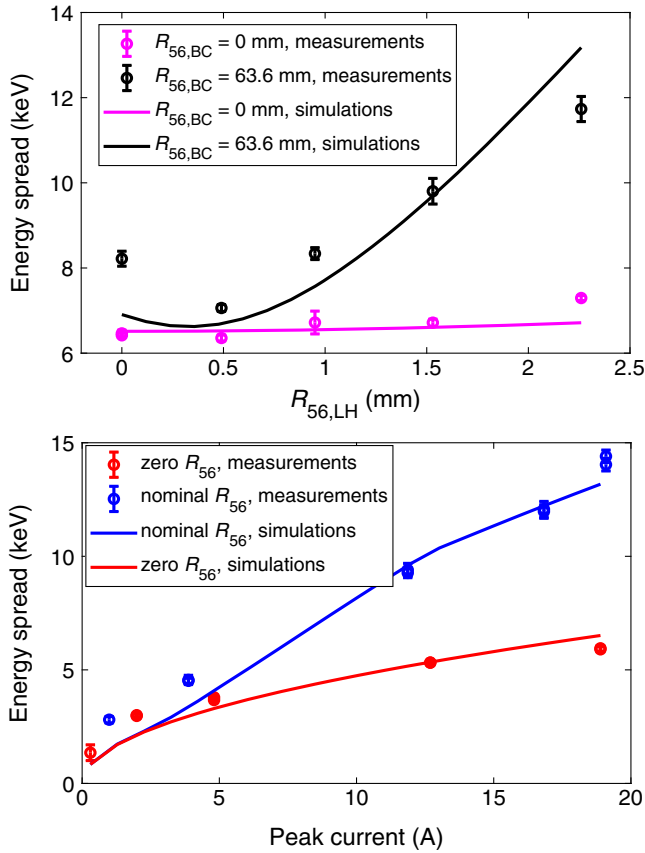 14
12
10
8
6
Energy spread (keV)
R56,BC = 0 mm, measurements
R56,BC = 63.6 mm, measurements
R56,BC = 0 mm, simulations
R56,BC = 63.6 mm, simulations
0 0.5 1 1.5 2 2.5
R56,LH (mm)
15
10
5
0
Energy spread (keV)
zero R56, measurements
nominal R56, measurements
nominal R56, simulations
zero R56, simulations
0 5 10 15 20
Peak current (A)